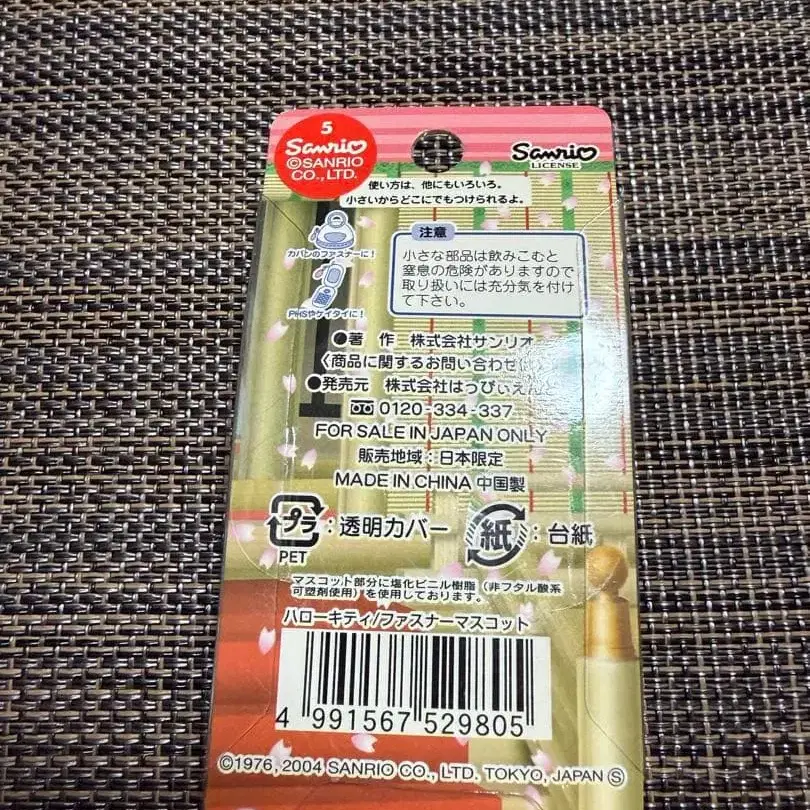 5
Sanrio
©SANRIO
CO., LTD.
Sanrio
LICENSE
使い方は、他にもいろいろ。
小さいからどこにでもつけられるよ。
カバンのファスナーに!
PHSやケイタイに!
注意
小さな部品は飲みこむと
窒息の危険がありますので
取り扱いには充分気を付け
て下さい。
●著 作 株式会社サンリオ
〈商品に関するお問い合わせ
●発売元 株式会社はっぴぃえんど
0120-334-337
FOR SALE IN JAPAN ONLY
販売地域:日本限定
MADE IN CHINA 中国製
プラ:透明カバー
PET
紙:台紙
マスコット部分に塩化ビニル樹脂(非フタル酸系
可塑剤使用)を使用しております。
ハローキティ/ファスナーマスコット
4 991567 529805
©1976, 2004 SANRIO CO., LTD. TOKYO, JAPAN Ⓢ